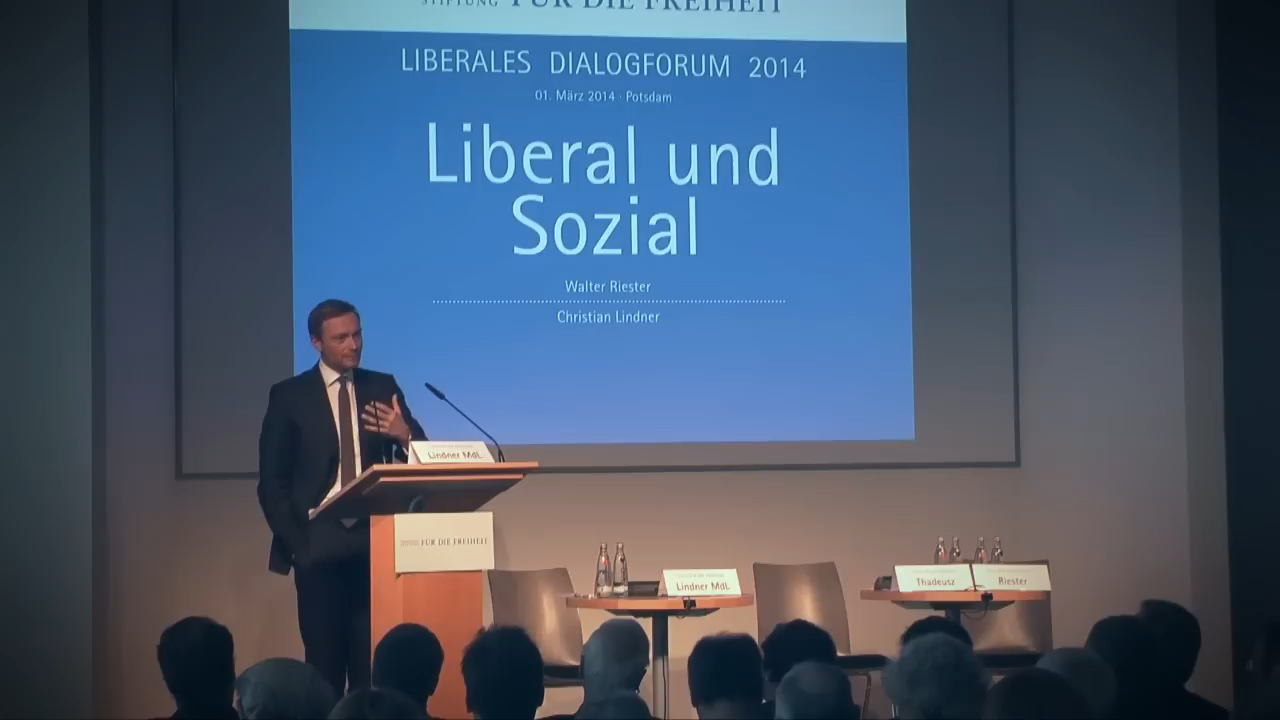 STIFTUNG FÜR DIE FREIHEIT
LIBERALES DIALOGFORUM 2014
01. März 2014 · Potsdam
Liberal und
Sozial
Walter Riester
Christian Lindner
Lindner MdL
FÜR DIE FREIHEIT
Lindner MdL
Thadeusz
Riester